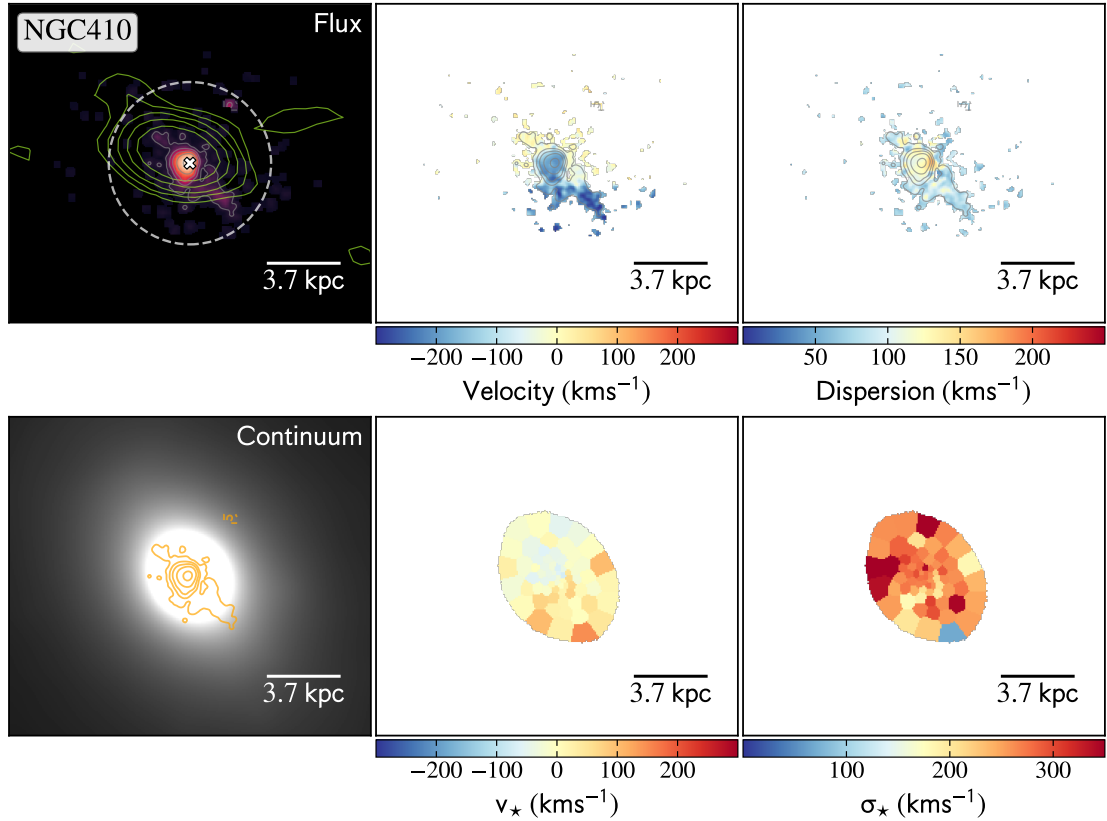 NGC410
Flux
3.7 kpc
3.7 kpc
3.7 kpc
−200 −100 0 100 200
Velocity (kms⁻¹)
50 100 150 200
Dispersion (kms⁻¹)
Continuum
3.7 kpc
3.7 kpc
3.7 kpc
−200 −100 0 100 200
v⋆ (kms⁻¹)
100 200 300
σ⋆ (kms⁻¹)